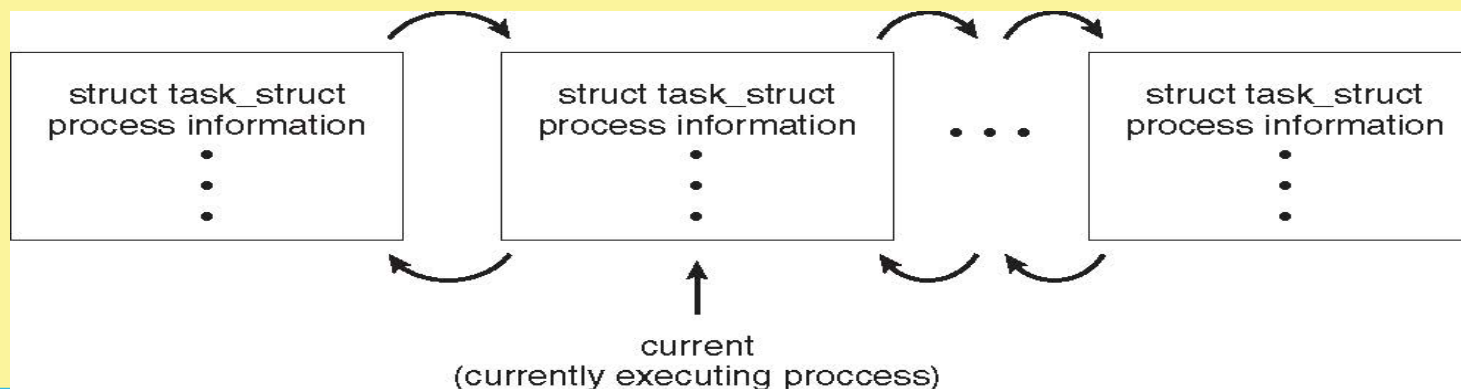 struct task_struct
process information
struct task_struct
process information
struct task_struct
process information
current
(currently executing proccess)